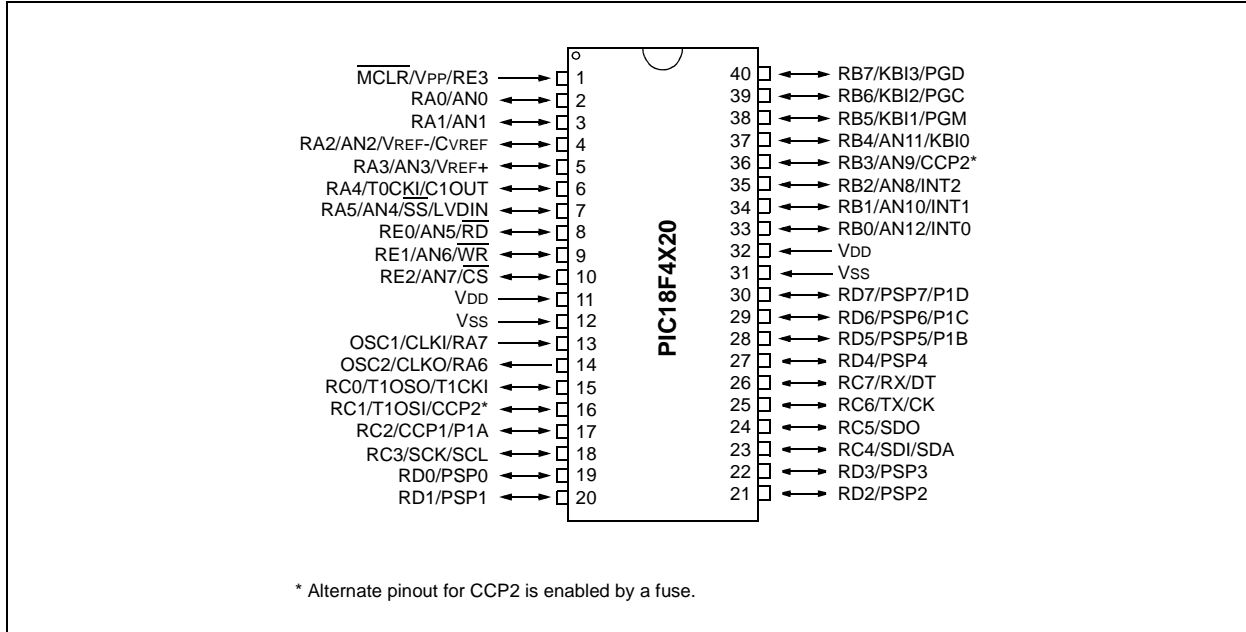 MCLR/VPP/RE3 1
RA0/AN0 2
RA1/AN1 3
RA2/AN2/VREF-/CVREF 4
RA3/AN3/VREF+ 5
RA4/T0CKI/C1OUT 6
RA5/AN4/SS/LVDIN 7
RE0/AN5/RD 8
RE1/AN6/WR 9
RE2/AN7/CS 10
VDD 11
VSS 12
OSC1/CLKI/RA7 13
OSC2/CLKO/RA6 14
RC0/T1OSO/T1CKI 15
RC1/T1OSI/CCP2* 16
RC2/CCP1/P1A 17
RC3/SCK/SCL 18
RD0/PSP0 19
RD1/PSP1 20
PIC18F4X20
40 RB7/KBI3/PGD
39 RB6/KBI2/PGC
38 RB5/KBI1/PGM
37 RB4/AN11/KBI0
36 RB3/AN9/CCP2*
35 RB2/AN8/INT2
34 RB1/AN10/INT1
33 RB0/AN12/INT0
32 VDD
31 VSS
30 RD7/PSP7/P1D
29 RD6/PSP6/P1C
28 RD5/PSP5/P1B
27 RD4/PSP4
26 RC7/RX/DT
25 RC6/TX/CK
24 RC5/SDO
23 RC4/SDI/SDA
22 RD3/PSP3
21 RD2/PSP2
* Alternate pinout for CCP2 is enabled by a fuse.